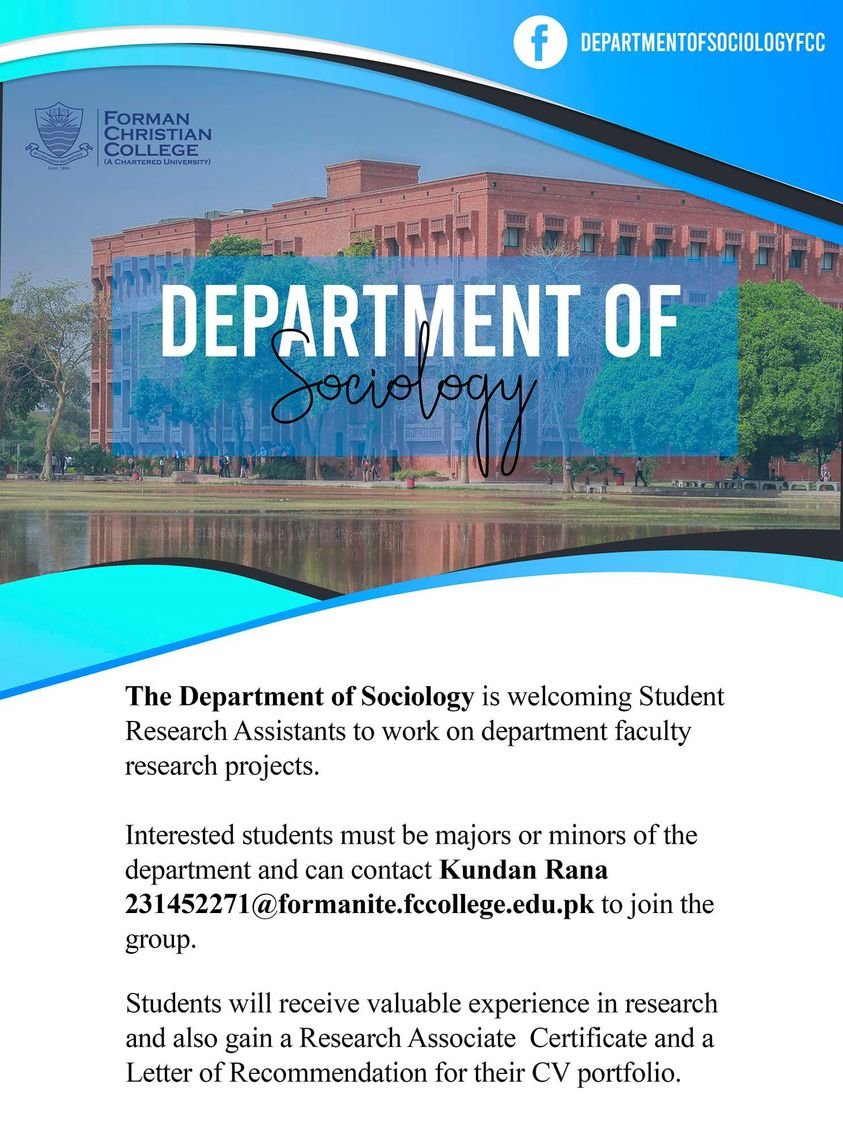 DEPARTMENTOFSOCIOLOGYFCC
FORMAN
CHRISTIAN
COLLEGE
(A CHARTERED UNIVERSITY)
Estd. 1864
DEPARTMENT OF
Sociology
The Department of Sociology is welcoming Student
Research Assistants to work on department faculty
research projects.
Interested students must be majors or minors of the
department and can contact Kundan Rana
231452271@formanite.fccollege.edu.pk to join the
group.
Students will receive valuable experience in research
and also gain a Research Associate Certificate and a
Letter of Recommendation for their CV portfolio.